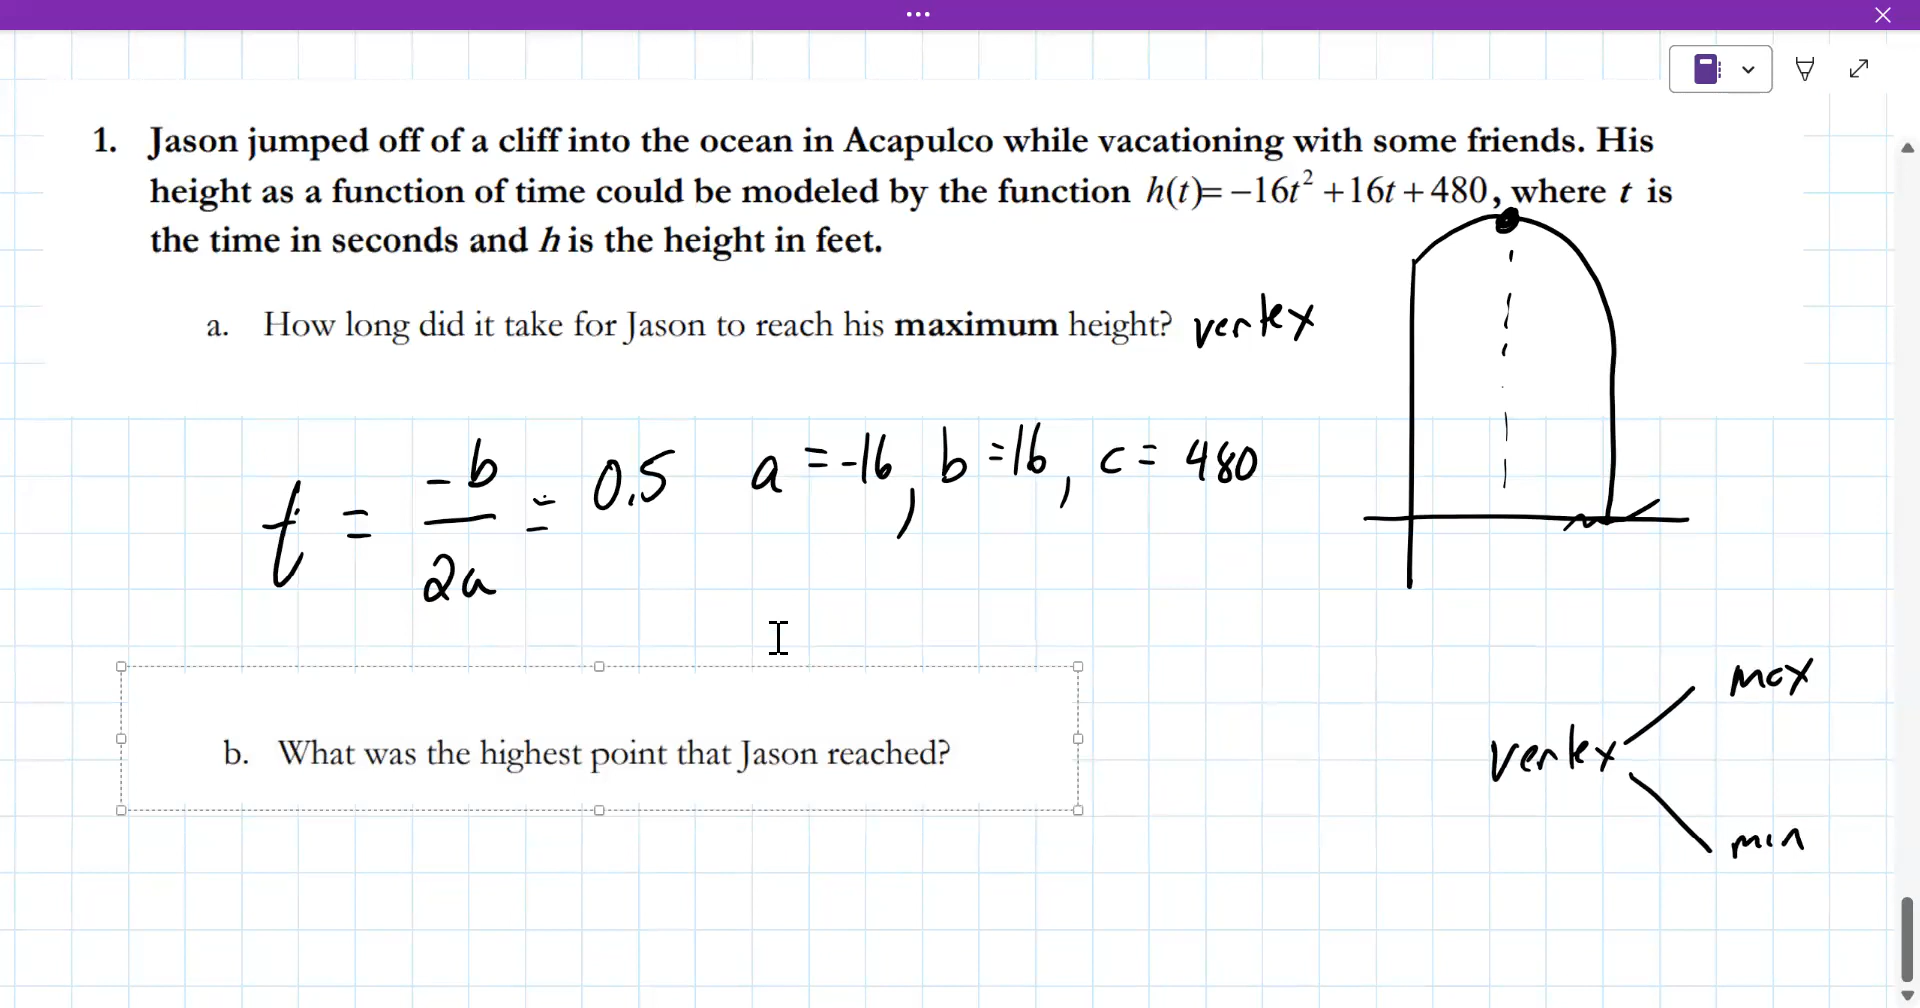 1. Jason jumped off of a cliff into the ocean in Acapulco while vacationing with some friends. His
height as a function of time could be modeled by the function h(t)=−16t²+16t+480, where t is
the time in seconds and h is the height in feet.
a. How long did it take for Jason to reach his maximum height? vertex
t = -b/2a = 0.5 a = -16, b = 16, c = 480
b. What was the highest point that Jason reached?
max
vertex
min